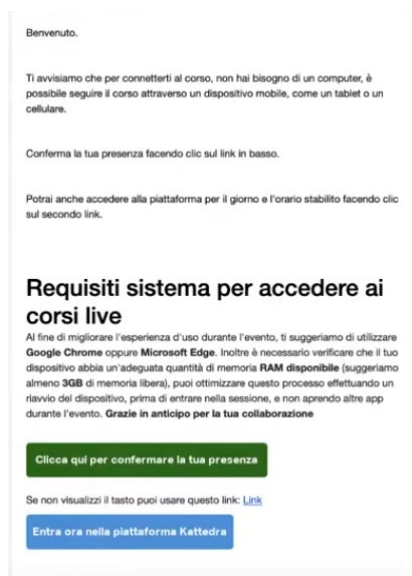 Benvenuto.
Ti avvisiamo che per connetterti al corso, non hai bisogno di un computer, è
possibile seguire il corso attraverso un dispositivo mobile, come un tablet o un
cellulare.
Conferma la tua presenza facendo clic sul link in basso.
Potrai anche accedere alla piattaforma per il giorno e l'orario stabilito facendo clic
sul secondo link.
Requisiti sistema per accedere ai
corsi live
Al fine di migliorare l'esperienza d'uso durante l'evento, ti suggeriamo di utilizzare
Google Chrome oppure Microsoft Edge. Inoltre è necessario verificare che il tuo
dispositivo abbia un'adeguata quantità di memoria RAM disponibile (suggeriamo
almeno 3GB di memoria libera), puoi ottimizzare questo processo effettuando un
riavvio del dispositivo, prima di entrare nella sessione, e non aprendo altre app
durante l'evento. Grazie in anticipo per la tua collaborazione
Clicca qui per confermare la tua presenza
Se non visualizzi il tasto puoi usare questo link: Link
Entra ora nella piattaforma Kattedra